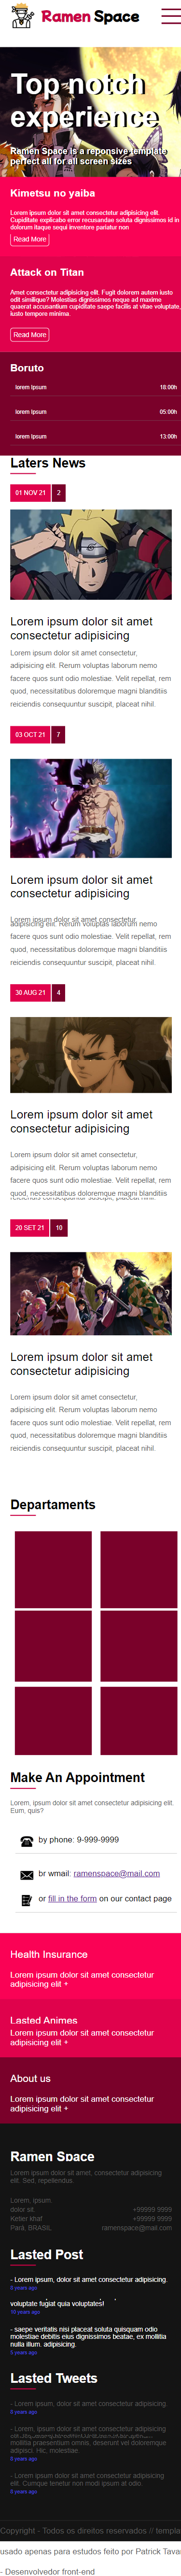 Ramen Space
Top notch
experience
Ramen Space is a reponsive template
perfect all for all screen sizes
Kimetsu no yaiba
Lorem ipsum dolor sit amet consectetur adipisicing elit.
Cupiditate explicabo error recusandae soluta dignissimos id in
dolorum itaque sequi inventore pariatur non
Read More
Attack on Titan
Amet consectetur adipisicing elit. Fugit dolorem autem iusto
odit similique? Molestias dignissimos neque ad maxime
quaerat accusantium cupiditate saepe facilis at vitae voluptate,
iusto tempore minima.
Read More
Boruto
lorem ipsum 18:00h
lorem ipsum 05:00h
lorem ipsum 13:00h
Laters News
01 NOV 21 2
Lorem ipsum dolor sit amet
consectetur adipisicing
Lorem ipsum dolor sit amet consectetur,
adipisicing elit. Rerum voluptas laborum nemo
facere quos sunt odio molestiae. Velit repellat, rem
quod, necessitatibus doloremque magni blanditiis
reiciendis consequuntur suscipit, placeat nihil.
03 OCT 21 7
Lorem ipsum dolor sit amet
consectetur adipisicing
Lorem ipsum dolor sit amet consectetur,
adipisicing elit. Rerum voluptas laborum nemo
facere quos sunt odio molestiae. Velit repellat, rem
quod, necessitatibus doloremque magni blanditiis
reiciendis consequuntur suscipit, placeat nihil.
30 AUG 21 4
Lorem ipsum dolor sit amet
consectetur adipisicing
Lorem ipsum dolor sit amet consectetur,
adipisicing elit. Rerum voluptas laborum nemo
facere quos sunt odio molestiae. Velit repellat, rem
quod, necessitatibus doloremque magni blanditiis
reiciendis consequuntur suscipit, placeat nihil.
20 SET 21 10
Lorem ipsum dolor sit amet
consectetur adipisicing
Lorem ipsum dolor sit amet consectetur,
adipisicing elit. Rerum voluptas laborum nemo
facere quos sunt odio molestiae. Velit repellat, rem
quod, necessitatibus doloremque magni blanditiis
reiciendis consequuntur suscipit, placeat nihil.
Departaments
Make An Appointment
Lorem, ipsum dolor sit amet consectetur adipisicing elit.
Eum, quis?
by phone: 9-999-9999
br wmail: ramenspace@mail.com
or fill in the form on our contact page
Health Insurance
Lorem ipsum dolor sit amet consectetur
adipisicing elit +
Lasted Animes
Lorem ipsum dolor sit amet consectetur
adipisicing elit +
About us
Lorem ipsum dolor sit amet consectetur
adipisicing elit +
Ramen Space
Lorem ipsum dolor sit amet, consectetur adipisicing
elit. Sed, repellendus.
Lorem, ipsum.
dolor sit. +99999 9999
Ketier khaf +99999 9999
Pará, BRASIL ramenspace@mail.com
Lasted Post
- Lorem, ipsum dolor sit amet consectetur adipisicing.
8 years ago
voluptate fugiat quia voluptates!
10 years ago
- saepe veritatis nisi placeat soluta quisquam odio
molestiae debitis eius dignissimos beatae, ex mollitia
nulla illum. adipisicing.
5 years ago
Lasted Tweets
- Lorem, ipsum dolor sit amet consectetur adipisicing.
8 years ago
- Lorem, ipsum dolor sit amet consectetur adipisicing elit.
mollitia praesentium omnis, deserunt vel doloremque
adipisci. Hic, molestiae.
8 years ago
- Lorem ipsum dolor sit amet consectetur adipisicing
elit. Cumque tenetur non modi ipsum at odio.
8 years ago
Copyright - Todos os direitos reservados // templa
usado apenas para estudos feito por Patrick Tavar
- Desenvolvedor front-end